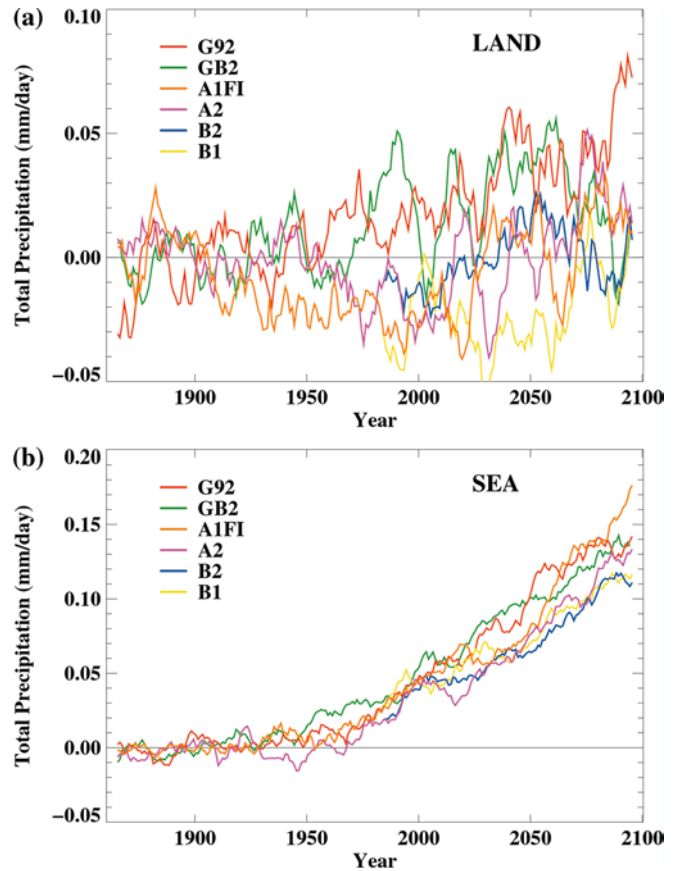 (a)
0.10
LAND
G92
GB2
A1FI
A2
B2
B1
0.05
0.00
−0.05
Total Precipitation (mm/day)
1900 1950 2000 2050 2100
Year
(b)
0.20
SEA
G92
GB2
A1FI
A2
B2
B1
0.15
0.10
0.05
0.00
−0.05
Total Precipitation (mm/day)
1900 1950 2000 2050 2100
Year